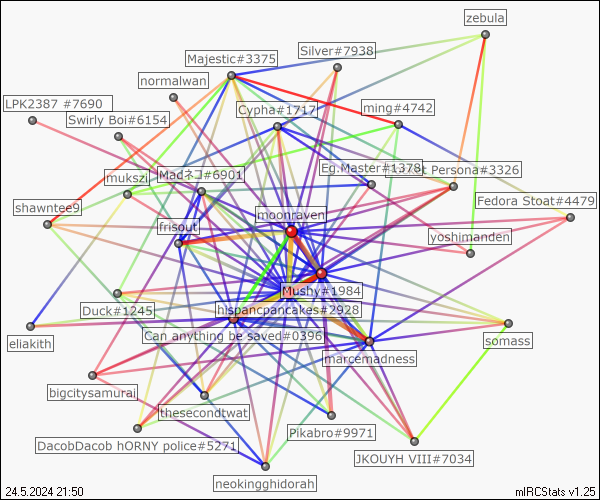 zebula
Silver#7938
Majestic#3375
normalwan
LPK2387 #7690
ming#4742
Cypha#1717
Swirly Boi#6154
Eg.Master#1378
t Persona#3326
mukszi
Madネコ#6901
Fedora Stoat#4479
shawntee9
moonraven
frisout
yoshimanden
Mushy#1984
Duck#1245
hispancpancakes#2928
Can anything be saved#0396
eliakith
somass
marcemadness
bigcitysamurai
thesecondtwat
Pikabro#9971
DacobDacob hORNY police#5271
JKOUYH VIII#7034
neokingghidorah
24.5.2024 21:50
mIRCStats v1.25